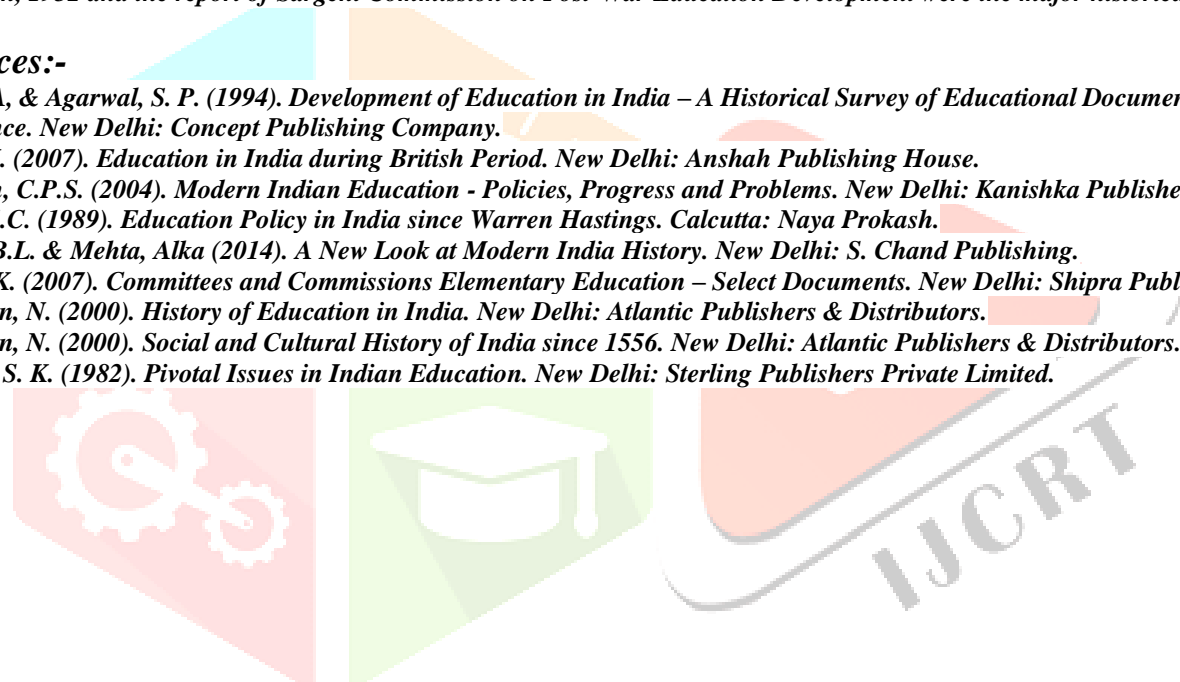 and the report of Sargent Commission on Post War Education Development were the major historical
ces:-
A, & Agarwal, S. P. (1994). Development of Education in India – A Historical Survey of Educational Documen
nce. New Delhi: Concept Publishing Company.
(2007). Education in India during British Period. New Delhi: Anshah Publishing House.
n, C.P.S. (2004). Modern Indian Education - Policies, Progress and Problems. New Delhi: Kanishka Publishe
.C. (1989). Education Policy in India since Warren Hastings. Calcutta: Naya Prokash.
B.L. & Mehta, Alka (2014). A New Look at Modern India History. New Delhi: S. Chand Publishing.
K. (2007). Committees and Commissions Elementary Education – Select Documents. New Delhi: Shipra Publ
n, N. (2000). History of Education in India. New Delhi: Atlantic Publishers & Distributors.
n, N. (2000). Social and Cultural History of India since 1556. New Delhi: Atlantic Publishers & Distributors.
S. K. (1982). Pivotal Issues in Indian Education. New Delhi: Sterling Publishers Private Limited.
IJCRT